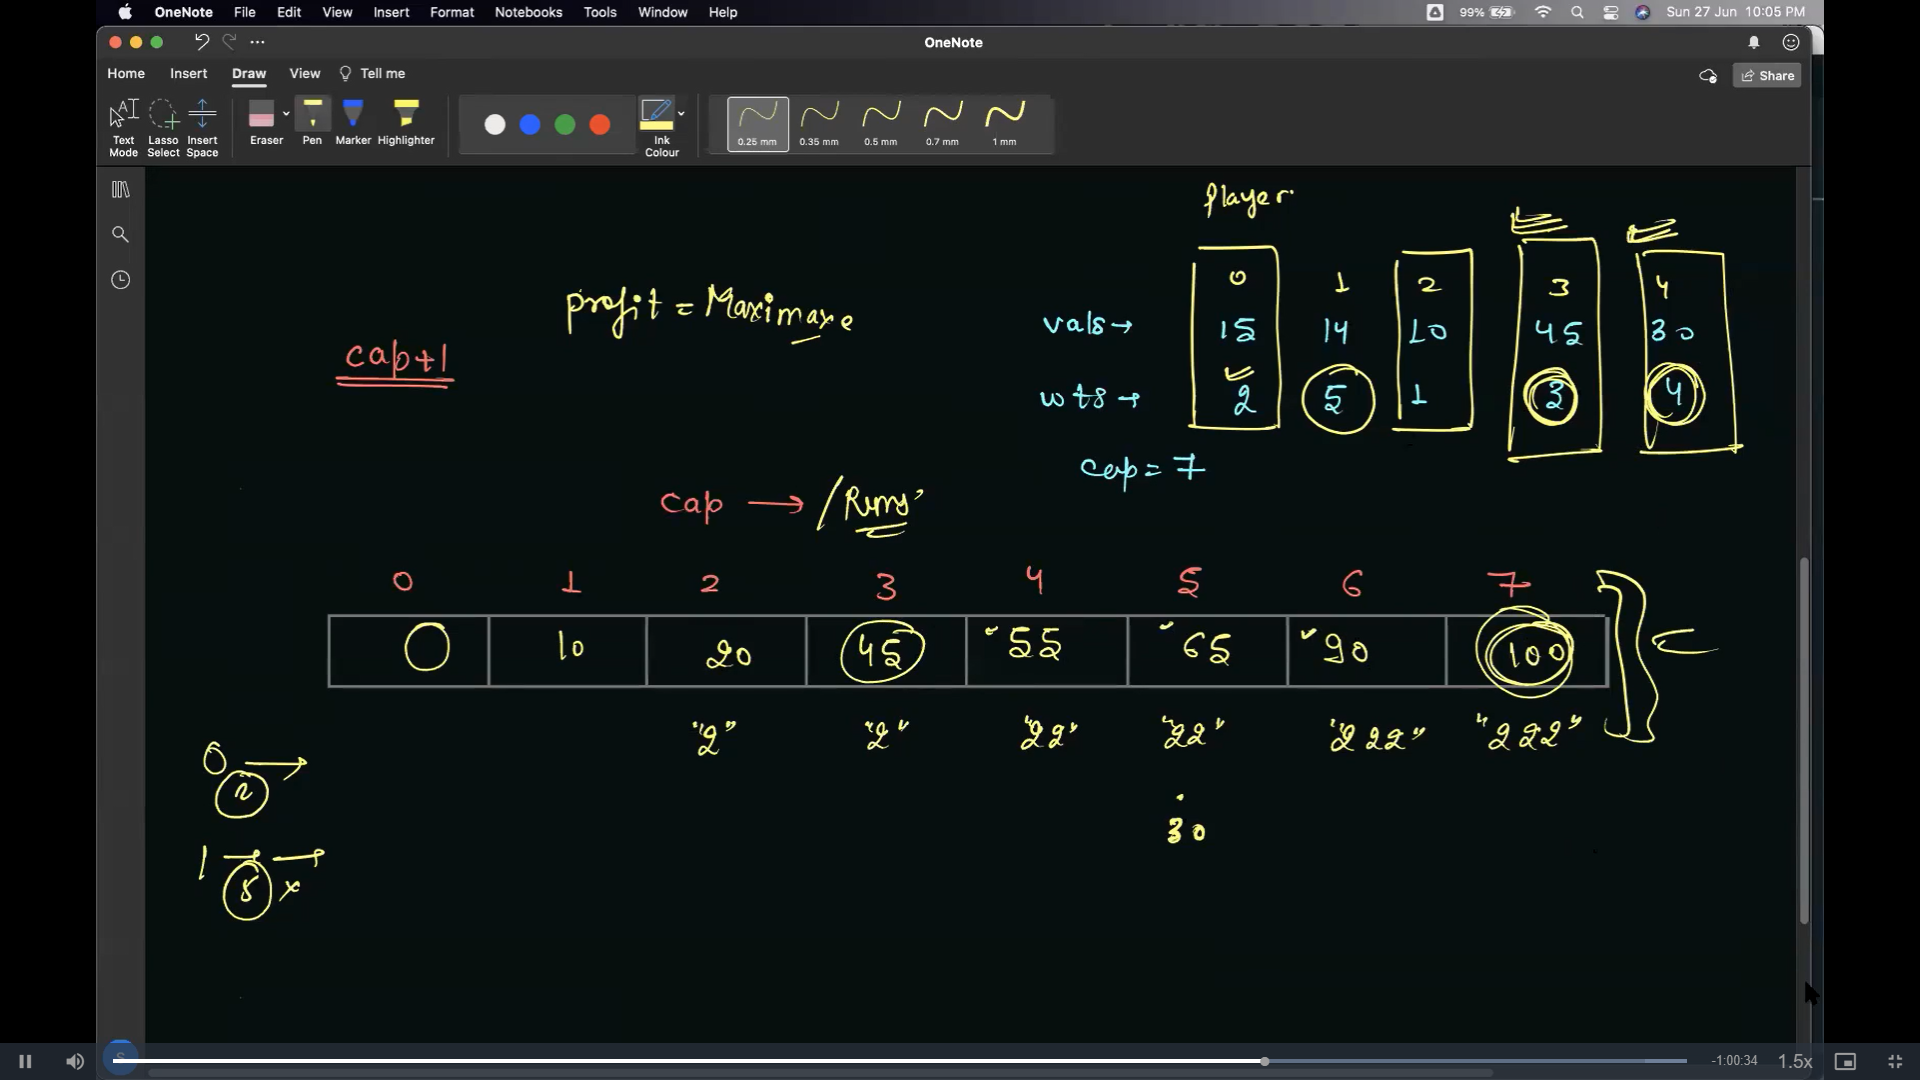 OneNote File Edit View Insert Format Notebooks Tools Window Help 99% Sun 27 Jun 10:05 PM
OneNote
Home Insert Draw View Tell me Share
Text Mode Lasso Select Insert Space Eraser Pen Marker Highlighter Ink Colour 0.25 mm 0.35 mm 0.5 mm 0.7 mm 1 mm
player
0 1 2 3 4
profit = Maximaxe
vals → 15 14 10 45 30
cap+1
wts → 2 5 1 3 4
cap = 7
cap → / Runs
0 1 2 3 4 5 6 7
0 10 20 45 55 65 90 100
"2" "2" "22" "22" "222" "222"
0 →
2
30
1 → →
5 x
S -1:00:34 1.5x